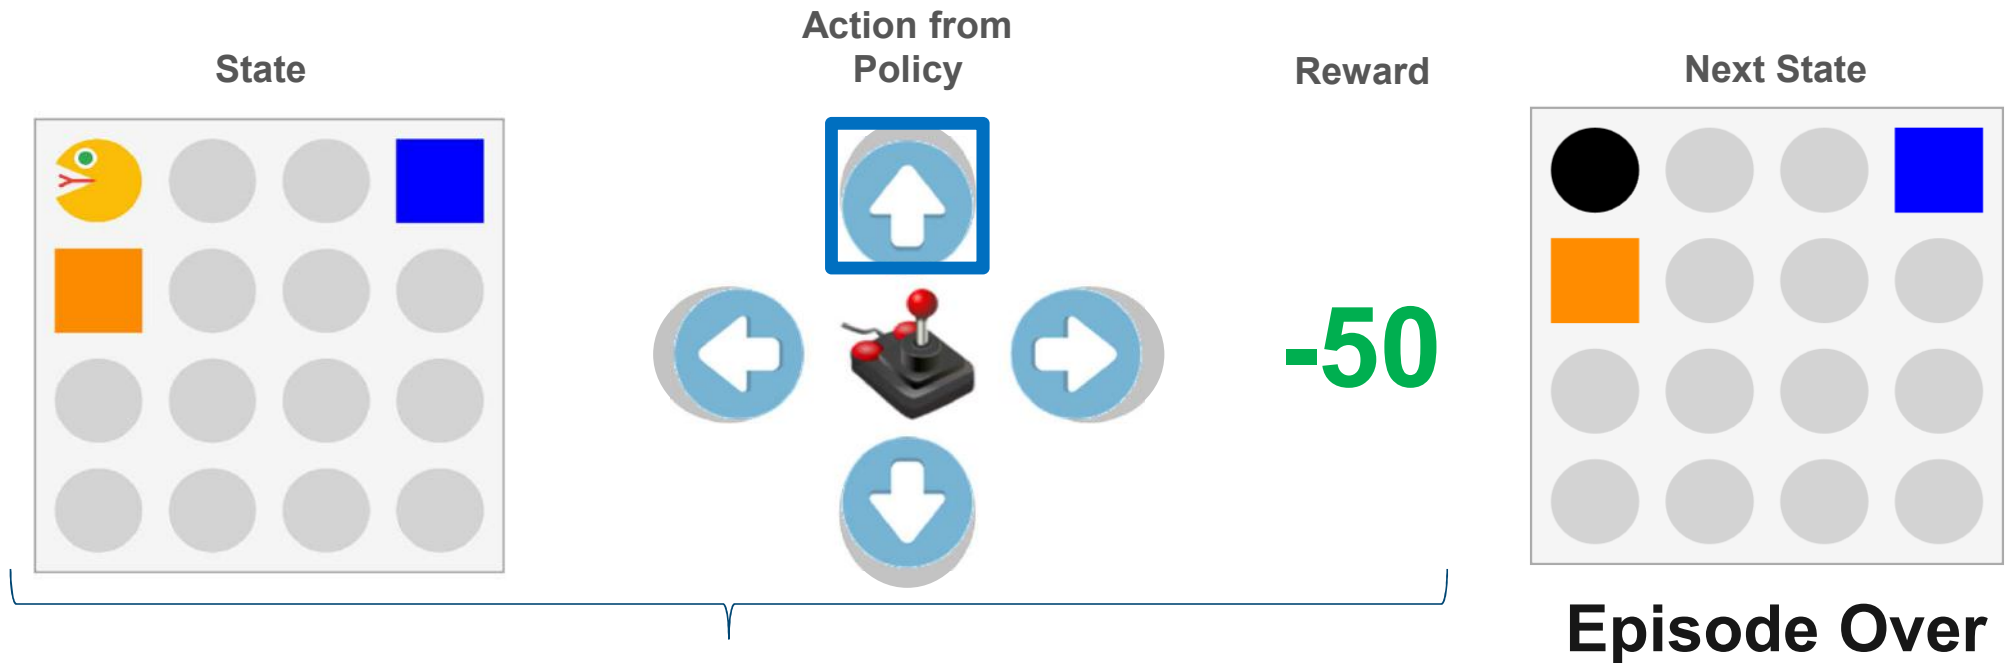 State
Action from
Policy
Reward
Next State
-50
Episode Over